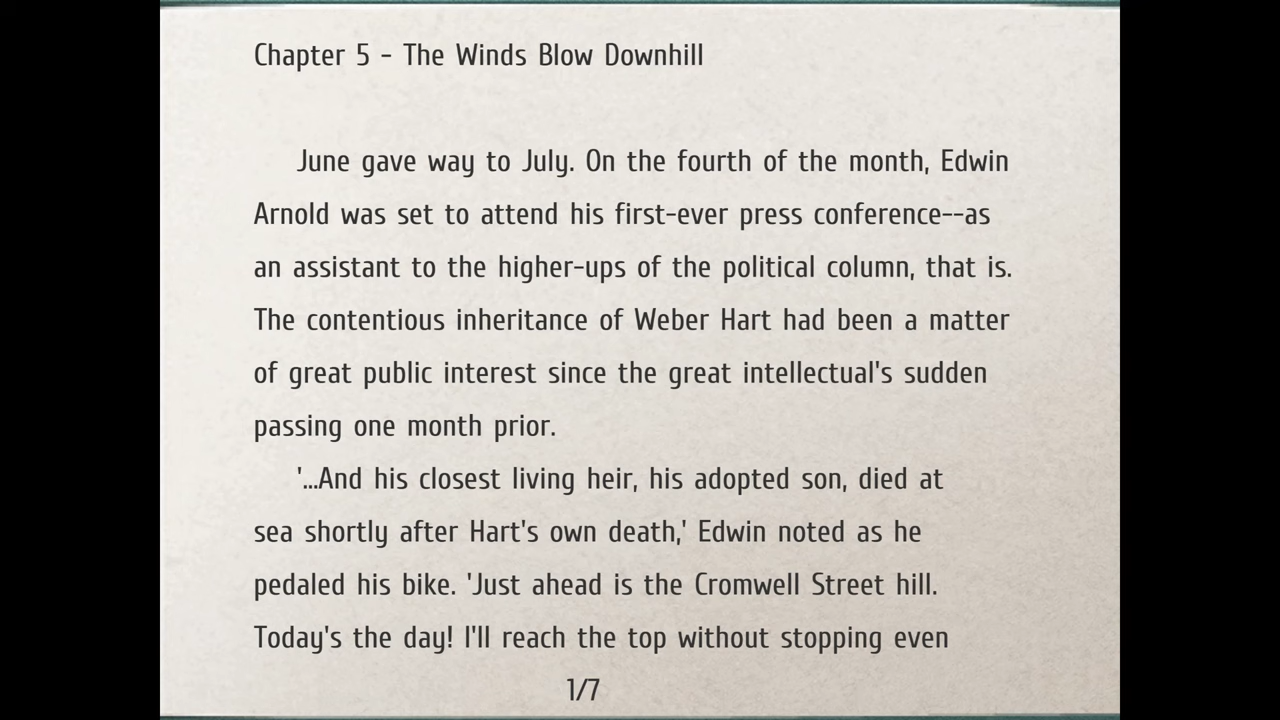 Chapter 5 - The Winds Blow Downhill
June gave way to July. On the fourth of the month, Edwin
Arnold was set to attend his first-ever press conference--as
an assistant to the higher-ups of the political column, that is.
The contentious inheritance of Weber Hart had been a matter
of great public interest since the great intellectual's sudden
passing one month prior.
'...And his closest living heir, his adopted son, died at
sea shortly after Hart's own death,' Edwin noted as he
pedaled his bike. 'Just ahead is the Cromwell Street hill.
Today's the day! I'll reach the top without stopping even
1/7